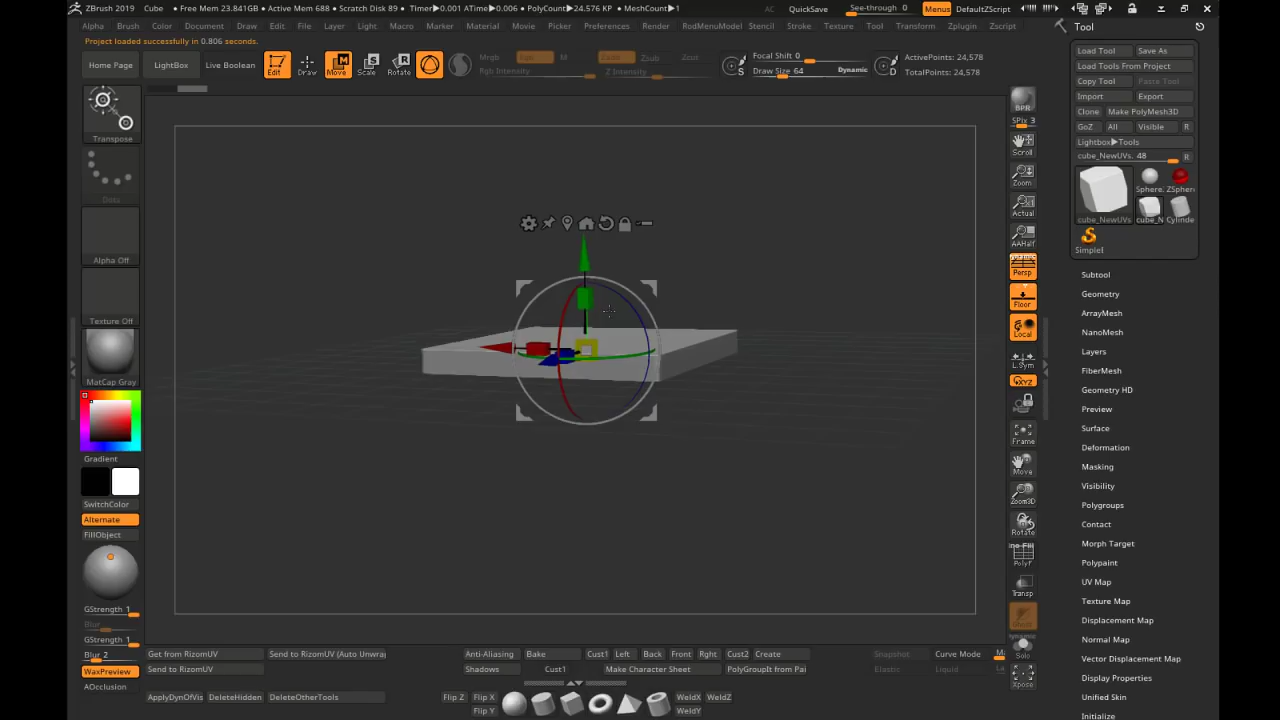 ZBrush 2019 Cube • Free Mem 23.841GB • Active Mem 688 • Scratch Disk 89 • Timer▶0.001 ATime▶0.006 • PolyCount▶24.576 KP • MeshCount▶1
AC QuickSave See-through 0 Menus DefaultZScript
Alpha Brush Color Document Draw Edit File Layer Light Macro Marker Material Movie Picker Preferences Render RodMenuModel Stencil Stroke Texture Tool Transform Zplugin Zscript
Project loaded successfully in 0.806 seconds.
Home Page LightBox Live Boolean Edit Draw Move Scale Rotate
Mrgb M Zsub Zcut
Rgb Intensity Z Intensity
Focal Shift 0
Draw Size 64 Dynamic
S D
ActivePoints: 24,578
TotalPoints: 24,578
Transpose
Dots
Alpha Off
Texture Off
MatCap Gray
Gradient
SwitchColor
Alternate
FillObject
GStrength 1
Blur
GStrength 1
Blur 2
WaxPreview
AOcclusion
BPR
SPix 3
Scroll
Zoom
Actual
AAHalf
Dynamic
Persp
Floor
Local
L.Sym
XYZ
Frame
Move
Zoom3D
Rotate
PolyF
Transp
Ghost
Dynamic
Solo
Xpose
Tool
Load Tool Save As
Load Tools From Project
Copy Tool Paste Tool
Import Export
Clone Make PolyMesh3D
GoZ All Visible R
Lightbox▶Tools
cube_NewUVs. 48 R
Sphere. ZSpher
cube_NewUVs cube_N Cylinde
SimpleI
Subtool
Geometry
ArrayMesh
NanoMesh
Layers
FiberMesh
Geometry HD
Preview
Surface
Deformation
Masking
Visibility
Polygroups
Contact
Morph Target
Polypaint
UV Map
Texture Map
Displacement Map
Normal Map
Vector Displacement Map
Display Properties
Unified Skin
Initialize
Get from RizomUV Send to RizomUV (Auto Unwrap
Send to RizomUV
ApplyDynOfVis DeleteHidden DeleteOtherTools
Anti-Aliasing Bake Cust1 Left Back Front Rght Cust2 Create
Shadows Cust1 Make Character Sheet PolyGroupIt from Pai
Snapshot Curve Mode
Elastic Liquid
Flip Z Flip X WeldX WeldZ
Flip Y WeldY